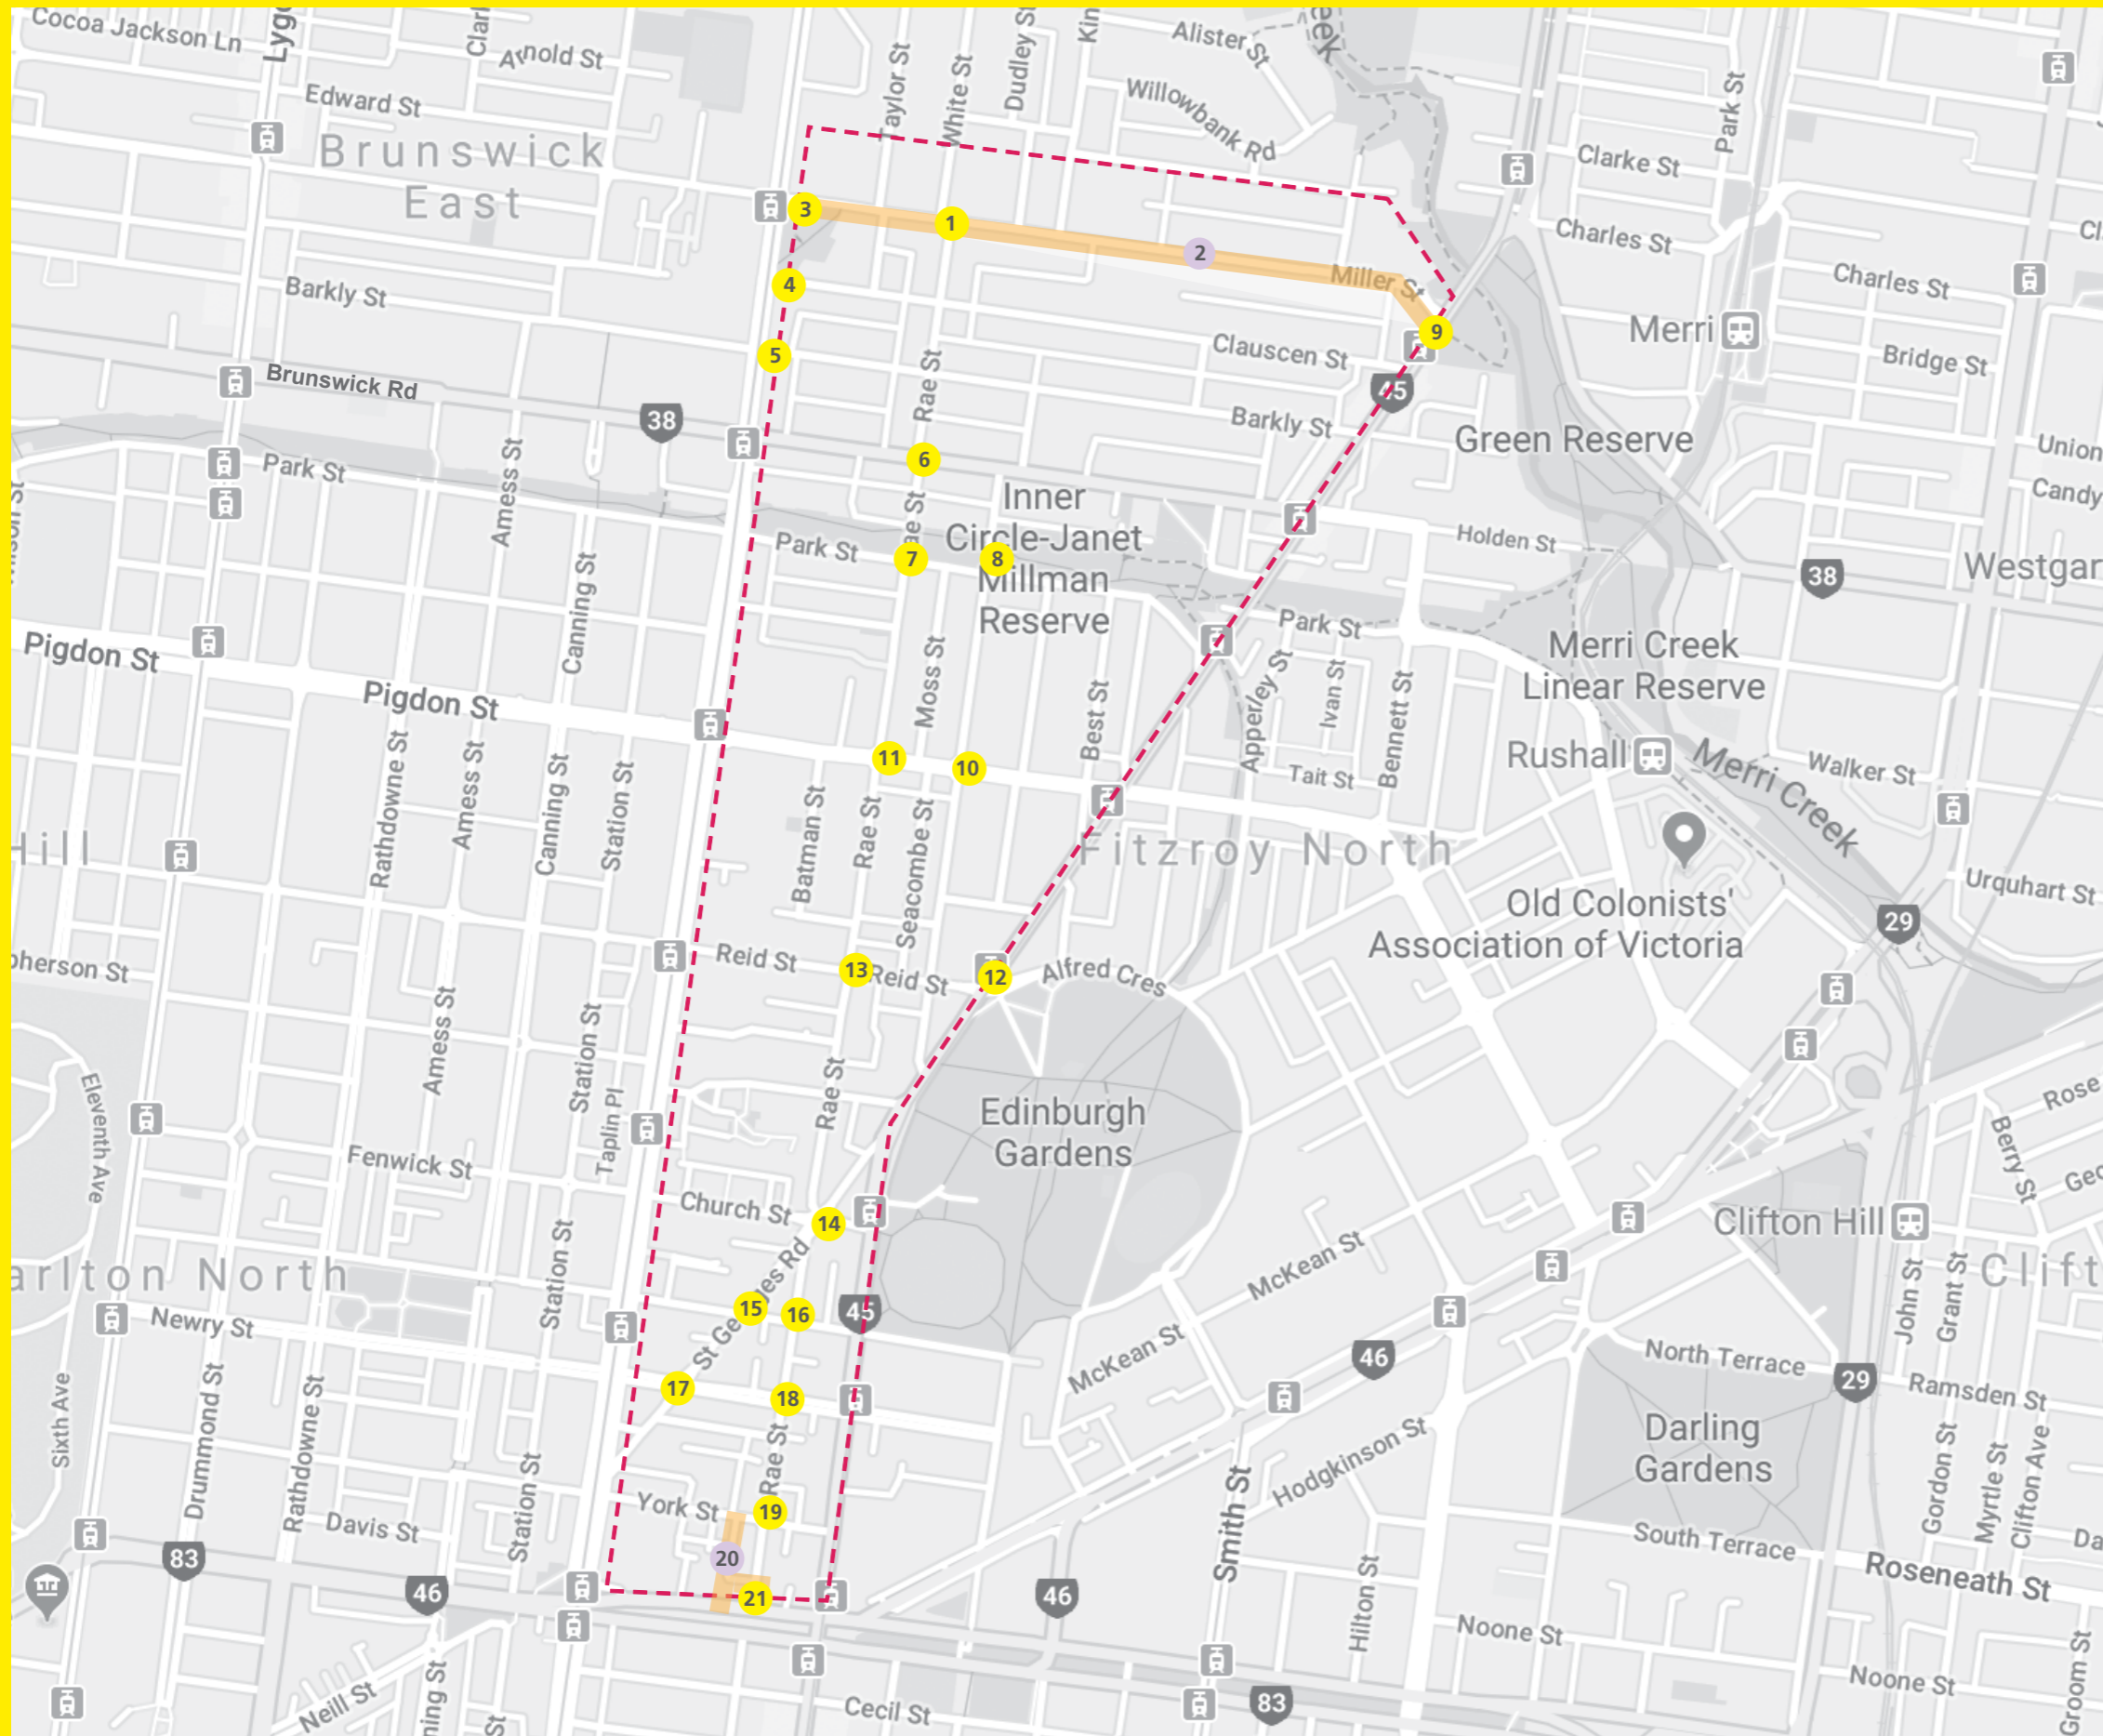 Cocoa Jackson Ln
Arnold St
Taylor St
White St
Dudley St
Alister St
Willowbank Rd
Edward St
Brunswick
East
Park St
Clarke St
Charles St
Charles St
3
1
2
Miller St
4
Barkly St
5
9
Clauscen St
Merri
Bridge St
Brunswick Rd
38
45
Rae St
Barkly St
Green Reserve
6
Park St
Amess St
Inner
Circle-Janet
Millman
Reserve
Park St
7
8
Holden St
38
Canning St
Pigdon St
Pigdon St
Moss St
Best St
Park St
Apperley St
Ivan St
Bennett St
Merri Creek
Linear Reserve
Rushall
Merri Creek
Walker St
11
10
Tait St
Rathdowne St
Amess St
Canning St
Station St
Batman St
Rae St
Seacombe St
Fitzroy North
Old Colonists'
Association of Victoria
Urquhart St
29
Reid St
13
Reid St
12
Alfred Cres
Amess St
Station St
Taplin Pl
Rae St
Eleventh Ave
Edinburgh
Gardens
Berry St
Fenwick St
Church St
14
St Georges Rd
15
16
45
Clifton Hill
McKean St
McKean St
John St
Grant St
Newry St
Station St
17
18
46
North Terrace
29
Ramsden St
Sixth Ave
Drummond St
Rathdowne St
Rae St
Darling
Gardens
Hodgkinson St
Smith St
Gordon St
Myrtle St
Clifton Ave
York St
19
Davis St
Station St
20
South Terrace
Roseneath St
83
46
21
46
Hilton St
Noone St
Noone St
Groom St
Neill St
Cecil St
83